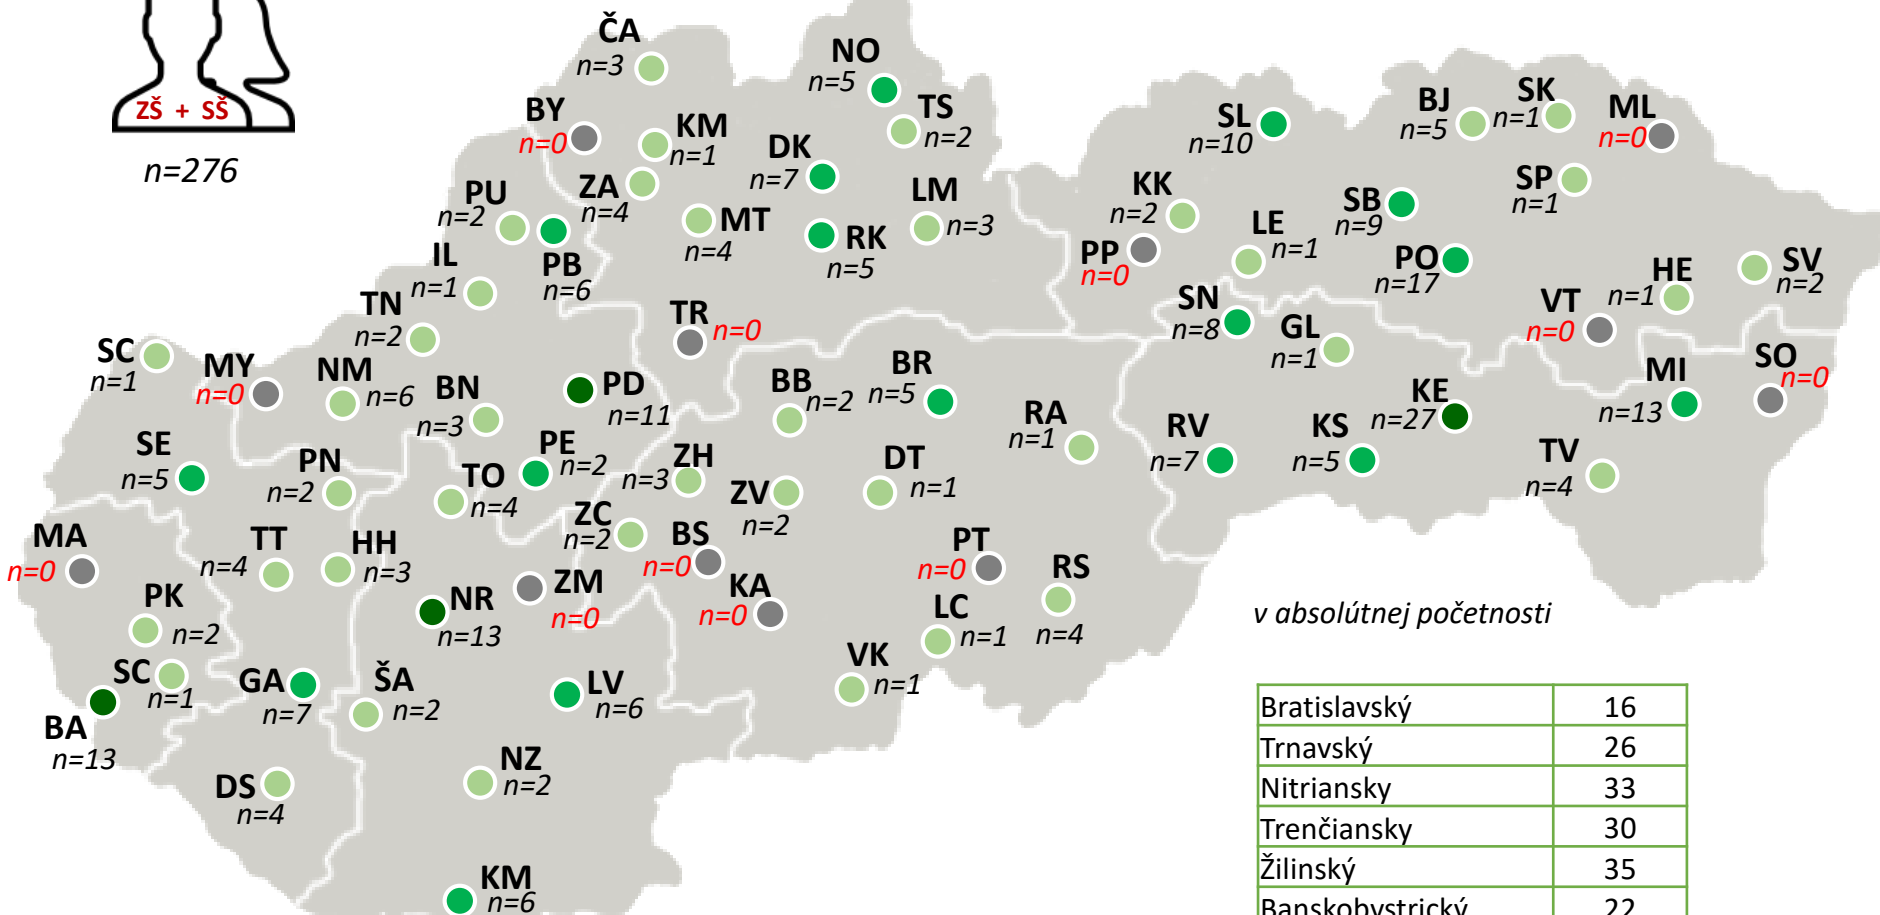 ZŠ + SŠ
n=276
ČA
n=3
NO
n=5
TS
n=2
BY
n=0
KM
n=1
DK
n=7
ZA
n=4
PU
n=2
MT
n=4
LM
n=3
RK
n=5
PB
n=6
IL
n=1
TN
n=2
TR
n=0
SL
n=10
BJ
n=5
SK
n=1
ML
n=0
KK
n=2
SP
n=1
SB
n=9
LE
n=1
PP
n=0
PO
n=17
SV
n=2
HE
n=1
VT
n=0
SN
n=8
GL
n=1
SC
n=1
MY
n=0
NM
n=6
BN
n=3
PD
n=11
BB
n=2
BR
n=5
RA
n=1
MI
n=13
SO
n=0
KE
n=27
RV
n=7
KS
n=5
TV
n=4
SE
n=5
PN
n=2
TO
n=4
PE
n=2
ZH
n=3
ZV
n=2
DT
n=1
ZC
n=2
BS
n=0
KA
n=0
PT
n=0
RS
n=4
LC
n=1
VK
n=1
MA
n=0
TT
n=4
HH
n=3
PK
n=2
NR
n=13
ZM
n=0
SC
n=1
BA
n=13
GA
n=7
ŠA
n=2
LV
n=6
DS
n=4
NZ
n=2
KM
n=6
v absolútnej početnosti
Bratislavský 16
Trnavský 26
Nitriansky 33
Trenčiansky 30
Žilinský 35
Banskobystrický 22